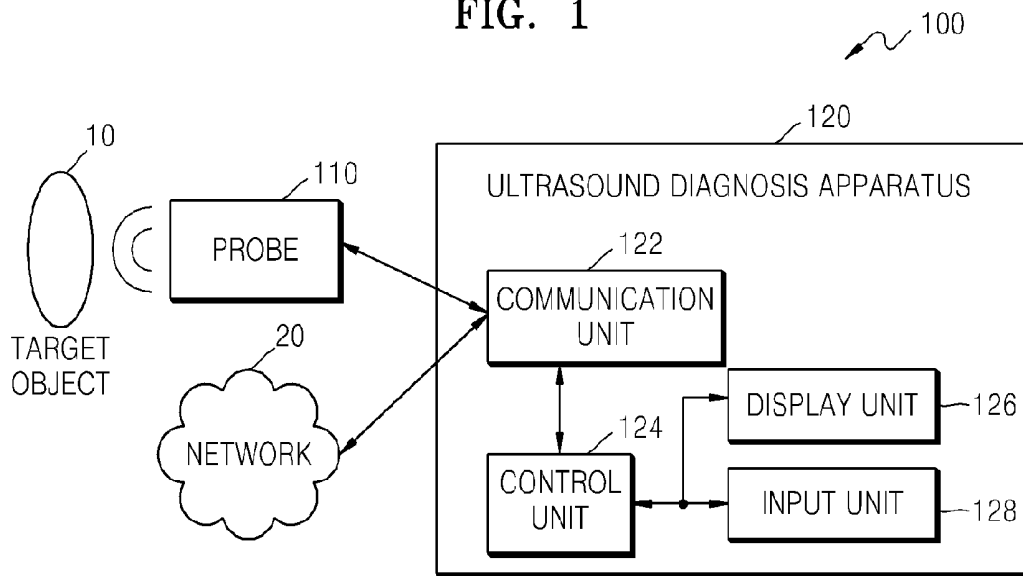 FIG. 1
100
120
10
110
ULTRASOUND DIAGNOSIS APPARATUS
PROBE
122
COMMUNICATION
UNIT
TARGET
OBJECT
20
NETWORK
124
DISPLAY UNIT
126
CONTROL
UNIT
INPUT UNIT
128